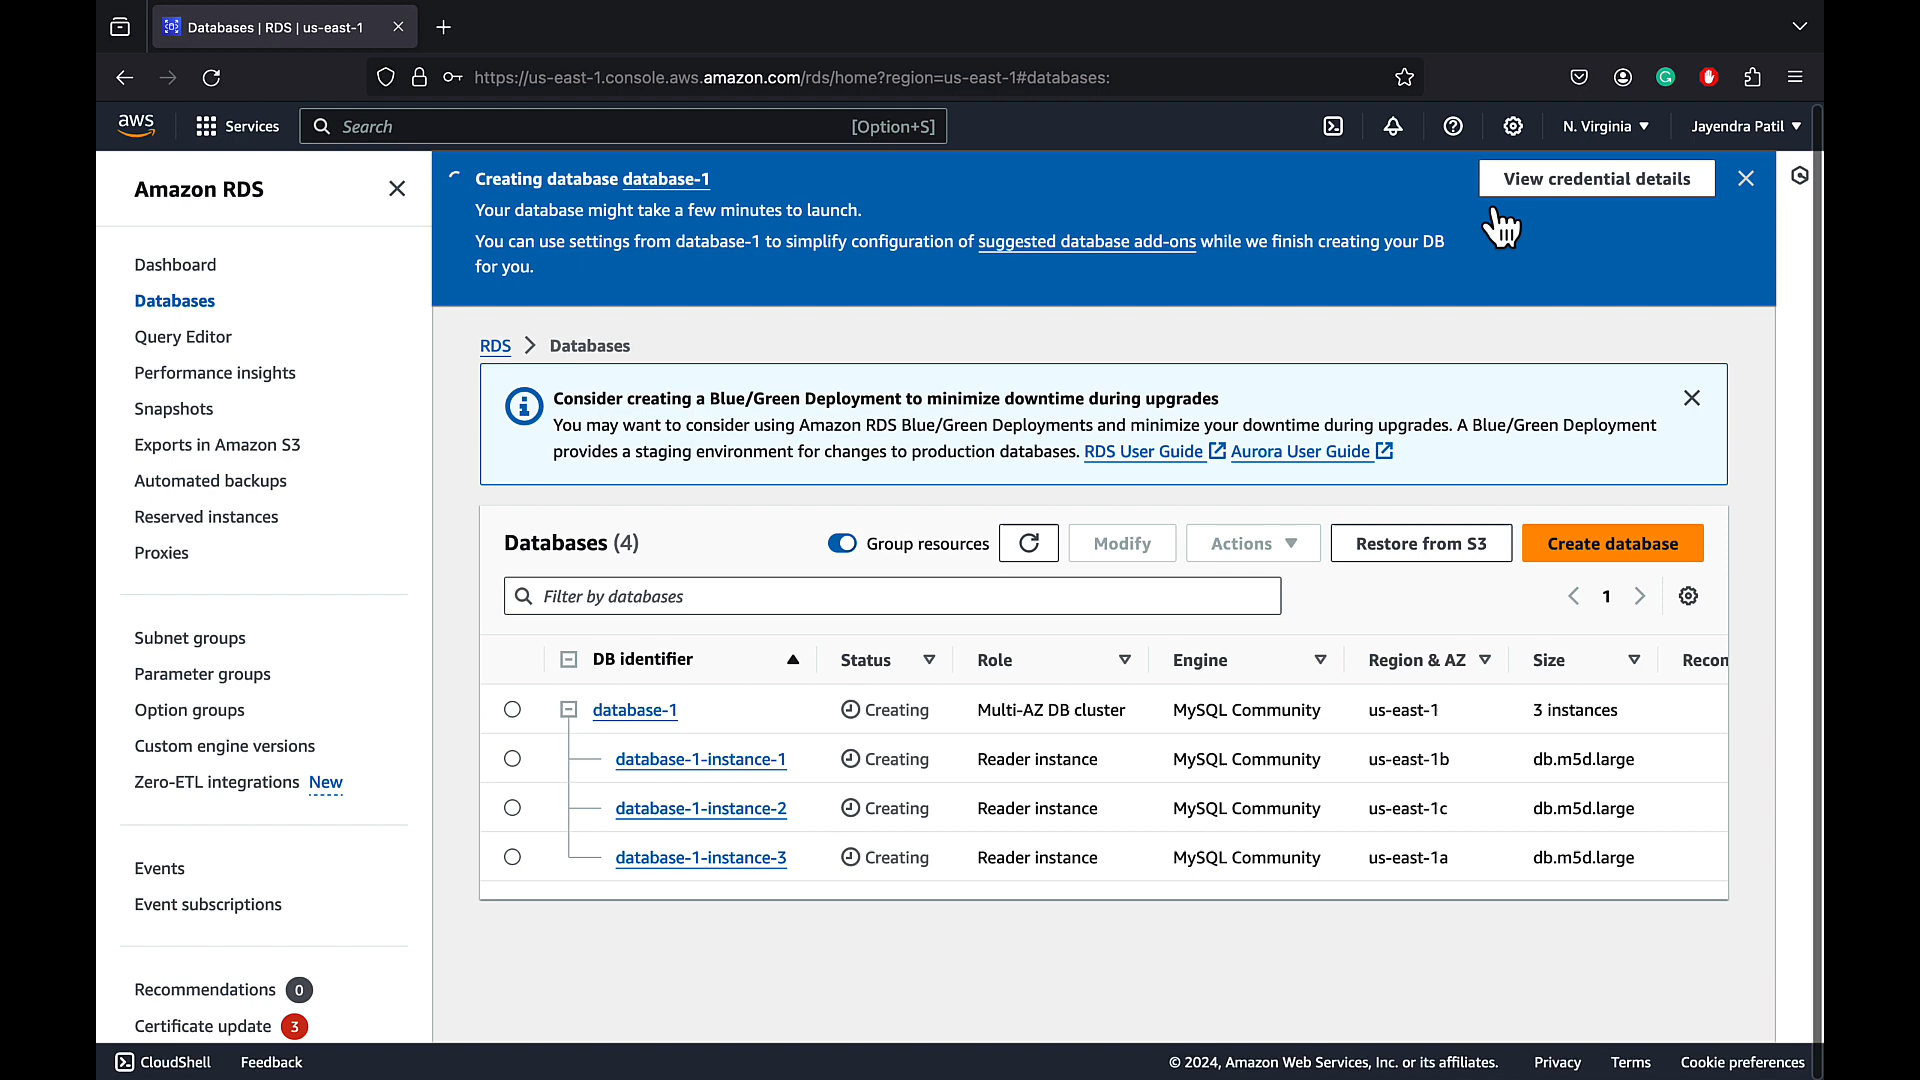 Databases | RDS | us-east-1
https://us-east-1.console.aws.amazon.com/rds/home?region=us-east-1#databases:
aws
Services
Search
[Option+S]
N. Virginia
Jayendra Patil
Amazon RDS
Dashboard
Databases
Query Editor
Performance insights
Snapshots
Exports in Amazon S3
Automated backups
Reserved instances
Proxies
Subnet groups
Parameter groups
Option groups
Custom engine versions
Zero-ETL integrations New
Events
Event subscriptions
Recommendations 0
Certificate update 3
Creating database database-1
View credential details
Your database might take a few minutes to launch.
You can use settings from database-1 to simplify configuration of suggested database add-ons while we finish creating your DB
for you.
RDS > Databases
Consider creating a Blue/Green Deployment to minimize downtime during upgrades
You may want to consider using Amazon RDS Blue/Green Deployments and minimize your downtime during upgrades. A Blue/Green Deployment
provides a staging environment for changes to production databases. RDS User Guide Aurora User Guide
Databases (4)
Group resources
Modify
Actions
Restore from S3
Create database
Filter by databases
1
DB identifier Status Role Engine Region & AZ Size Recom
database-1 Creating Multi-AZ DB cluster MySQL Community us-east-1 3 instances
database-1-instance-1 Creating Reader instance MySQL Community us-east-1b db.m5d.large
database-1-instance-2 Creating Reader instance MySQL Community us-east-1c db.m5d.large
database-1-instance-3 Creating Reader instance MySQL Community us-east-1a db.m5d.large
CloudShell
Feedback
© 2024, Amazon Web Services, Inc. or its affiliates.
Privacy
Terms
Cookie preferences